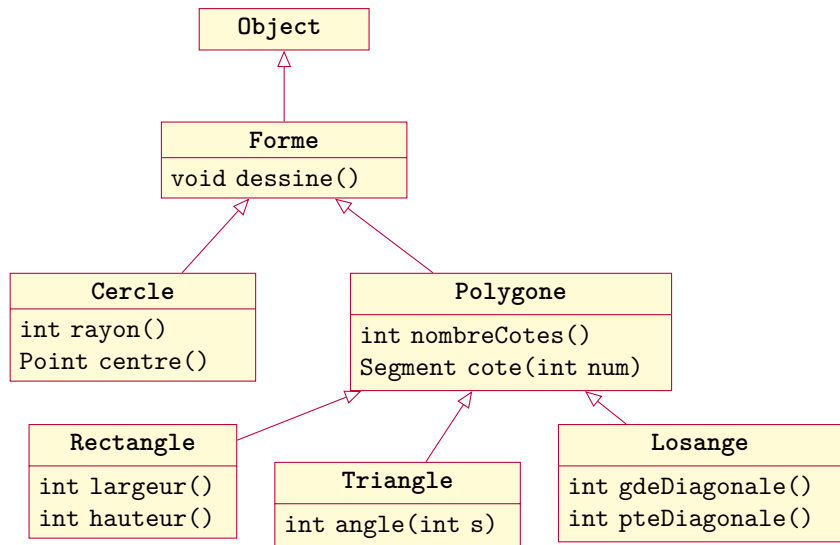 Object
Forme
void dessine()
Cercle
int rayon()
Point centre()
Polygone
int nombreCotes()
Segment cote(int num)
Rectangle
int largeur()
int hauteur()
Triangle
int angle(int s)
Losange
int gdeDiagonale()
int pteDiagonale()